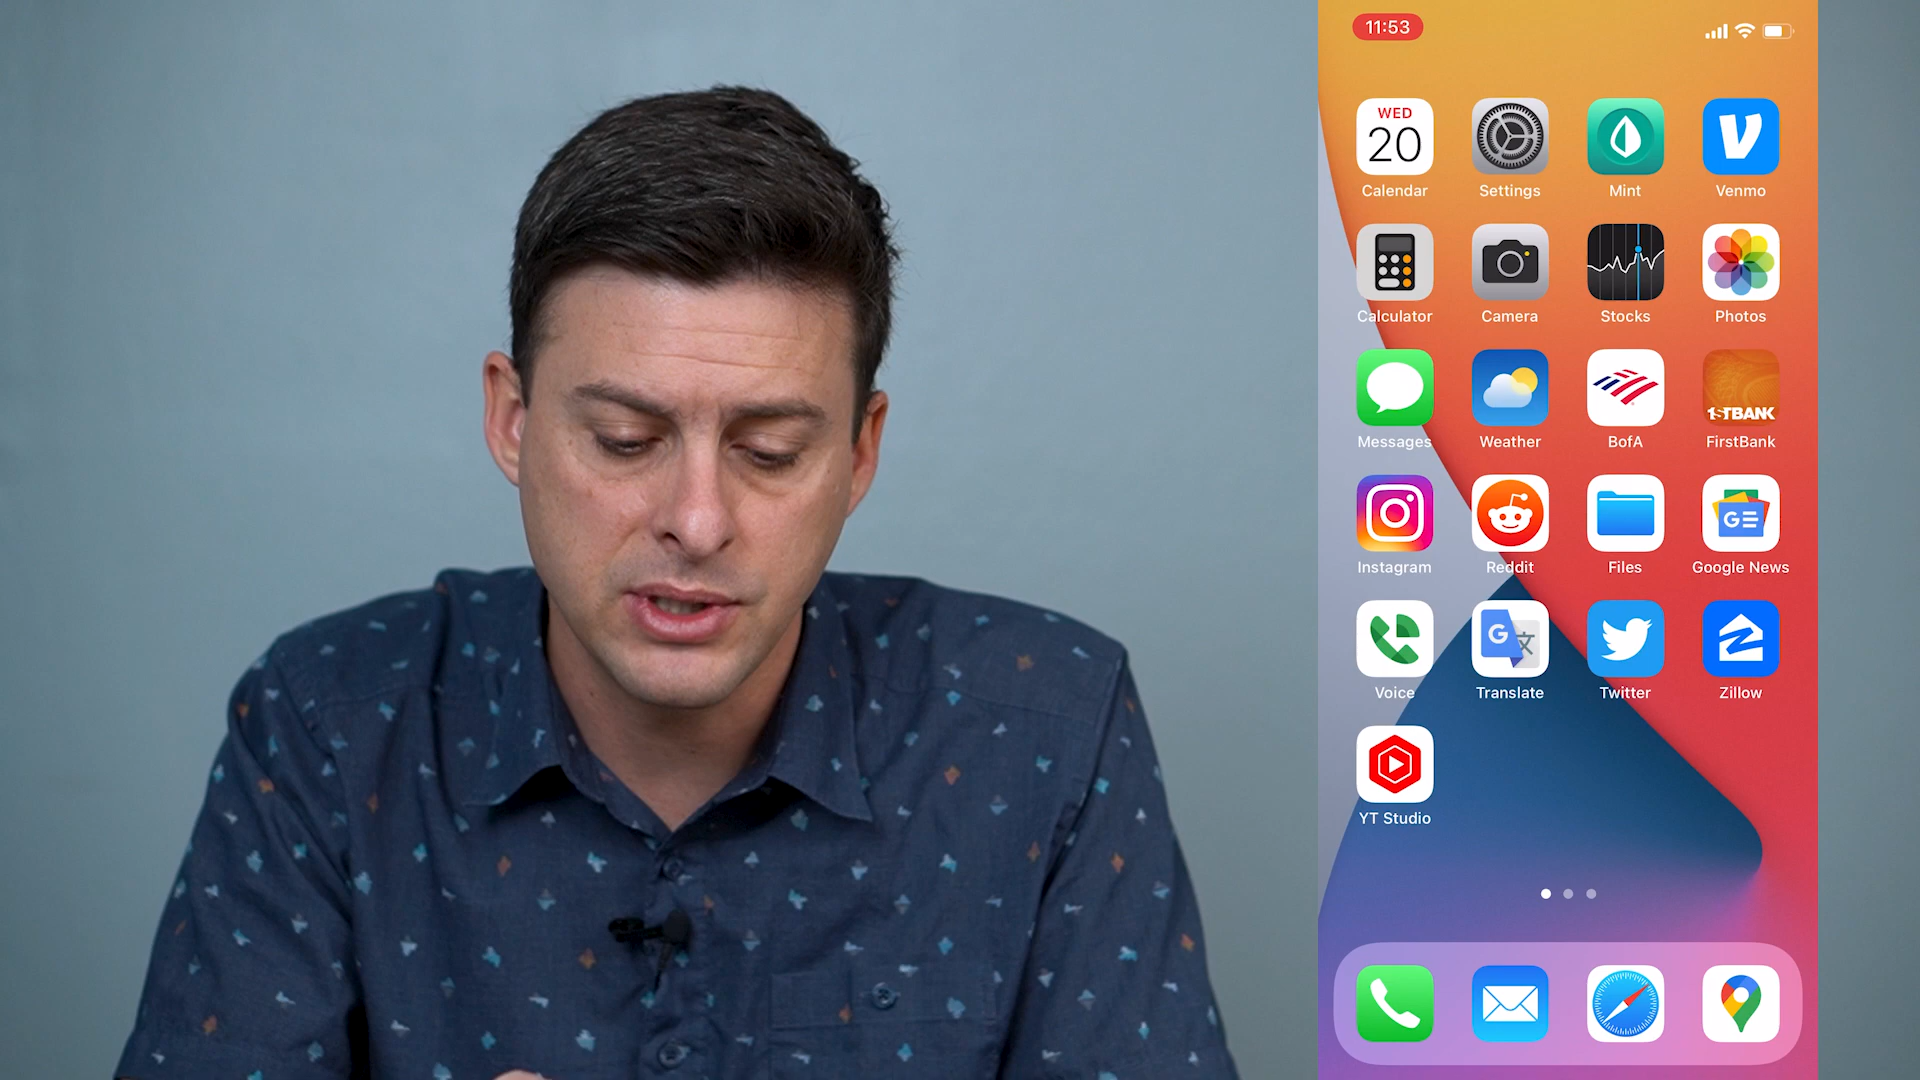 11:53
WED
20
Calendar Settings Mint Venmo
Calculator Camera Stocks Photos
1STBANK
Messages Weather BofA FirstBank
G
Instagram Reddit Files Google News
G 文
Voice Translate Twitter Zillow
YT Studio